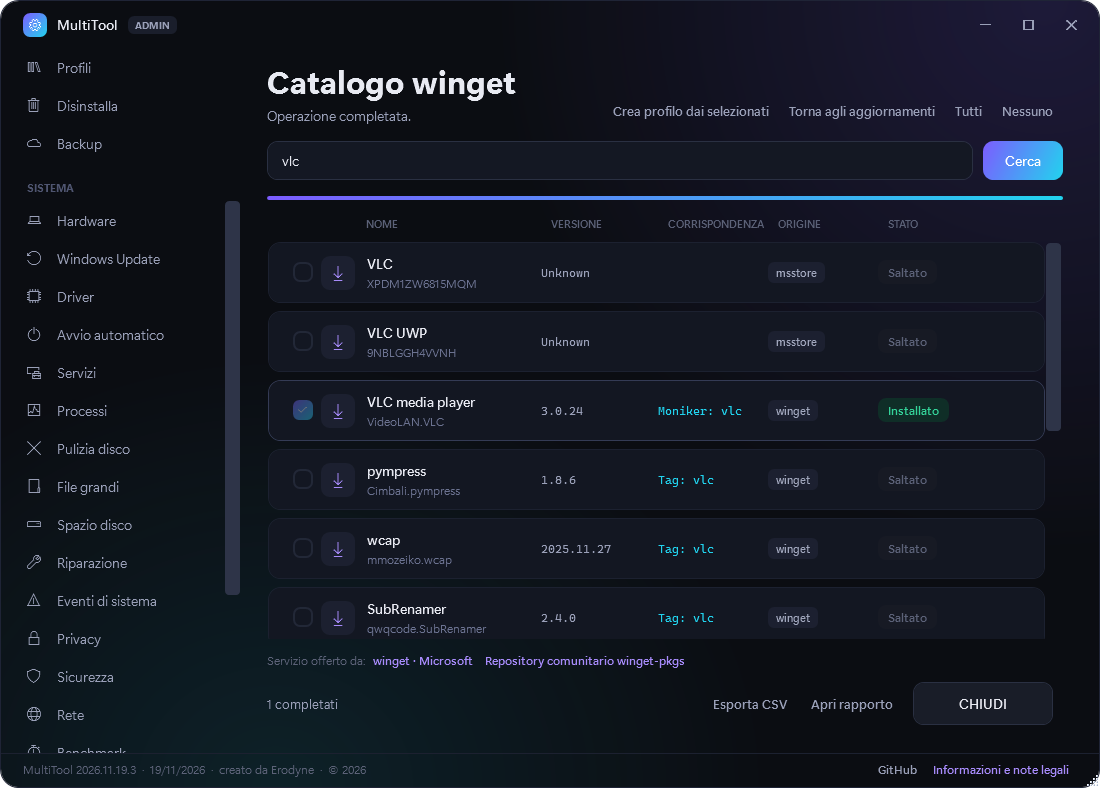 MultiTool ADMIN
Profili
Disinstalla
Backup
SISTEMA
Hardware
Windows Update
Driver
Avvio automatico
Servizi
Processi
Pulizia disco
File grandi
Spazio disco
Riparazione
Eventi di sistema
Privacy
Sicurezza
Rete
Benchmark
Catalogo winget
Operazione completata.
Crea profilo dai selezionati Torna agli aggiornamenti Tutti Nessuno
vlc Cerca
NOME VERSIONE CORRISPONDENZA ORIGINE STATO
VLC
XPDM1ZW6815MQM
Unknown msstore Saltato
VLC UWP
9NBLGGH4VVNH
Unknown msstore Saltato
VLC media player
VideoLAN.VLC
3.0.24 Moniker: vlc winget Installato
pympress
Cimbali.pympress
1.8.6 Tag: vlc winget Saltato
wcap
mmozeiko.wcap
2025.11.27 Tag: vlc winget Saltato
SubRenamer
qwqcode.SubRenamer
2.4.0 Tag: vlc winget Saltato
Servizio offerto da: winget · Microsoft Repository comunitario winget-pkgs
1 completati Esporta CSV Apri rapporto CHIUDI
MultiTool 2026.11.19.3 · 19/11/2026 · creato da Erodyne · © 2026 GitHub Informazioni e note legali